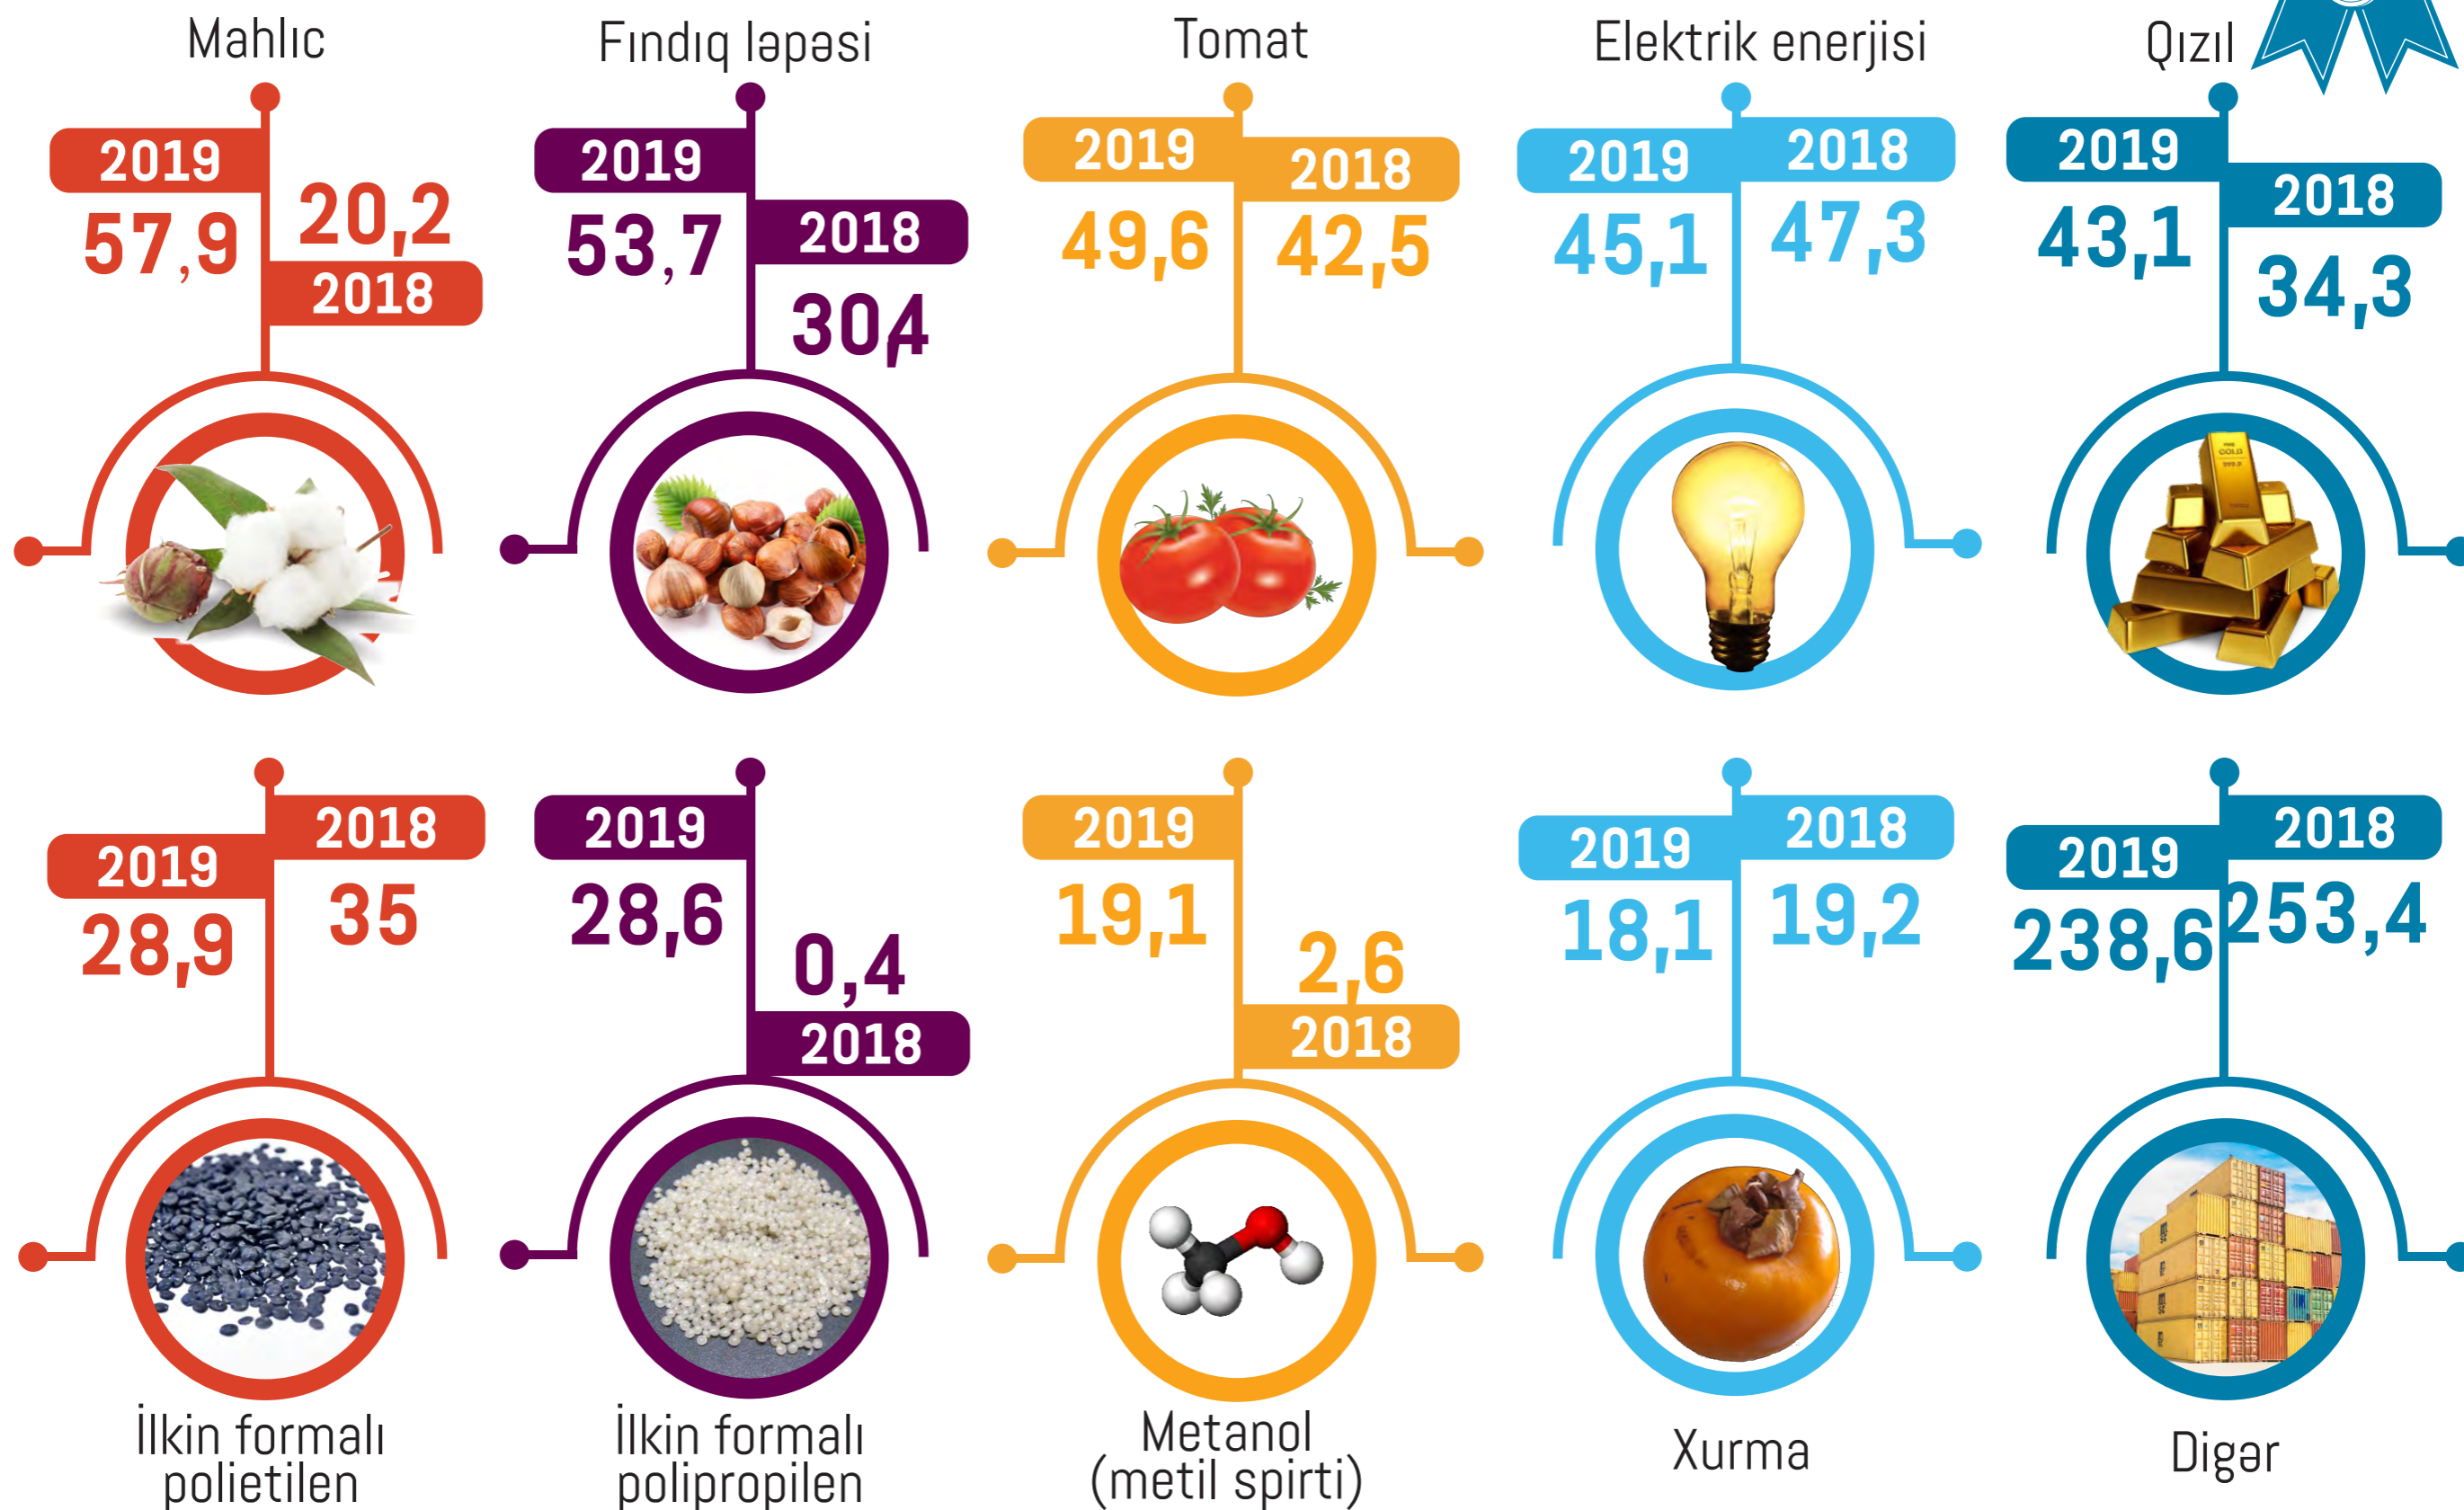 Mahlıc
2019
57,9
20,2
2018
Fındıq ləpəsi
2019
53,7
2018
30,4
Tomat
2019
49,6
2018
42,5
Elektrik enerjisi
2019
45,1
2018
47,3
Qızıl
2019
43,1
2018
34,3
GOLD
999.9
2019
28,9
2018
35
İlkin formalı
polietilen
2019
28,6
0,4
2018
İlkin formalı
polipropilen
2019
19,1
2,6
2018
Metanol
(metil spirti)
2019
18,1
2018
19,2
Xurma
2019
238,6
2018
253,4
Digər